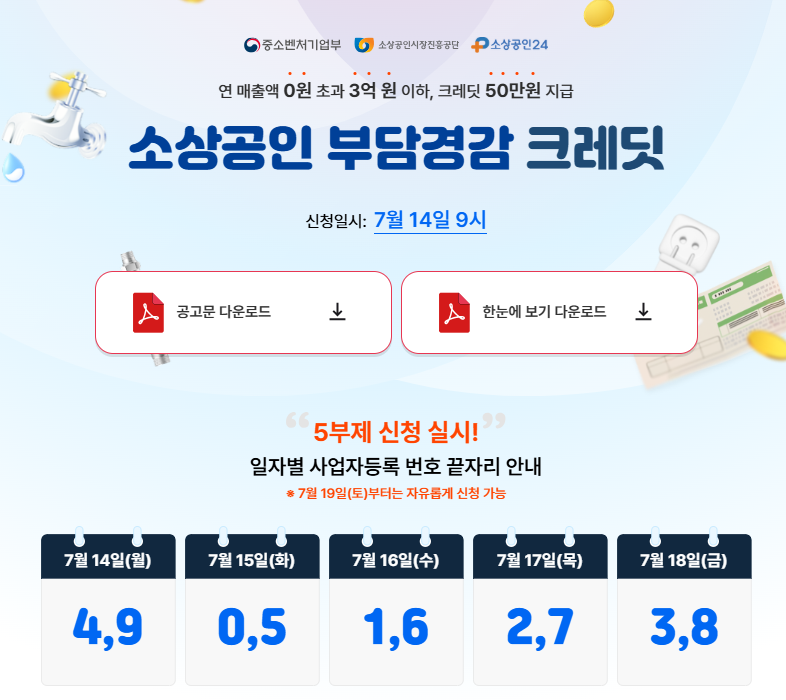 중소벤처기업부 소상공인시장진흥공단 소상공인24
연 매출액 0원 초과 3억 원 이하, 크레딧 50만원 지급
소상공인 부담경감 크레딧
신청일시: 7월 14일 9시
공고문 다운로드
한눈에 보기 다운로드
“5부제 신청 실시!”
일자별 사업자등록 번호 끝자리 안내
※ 7월 19일(토)부터는 자유롭게 신청 가능
7월 14일(월) 7월 15일(화) 7월 16일(수) 7월 17일(목) 7월 18일(금)
4,9 0,5 1,6 2,7 3,8